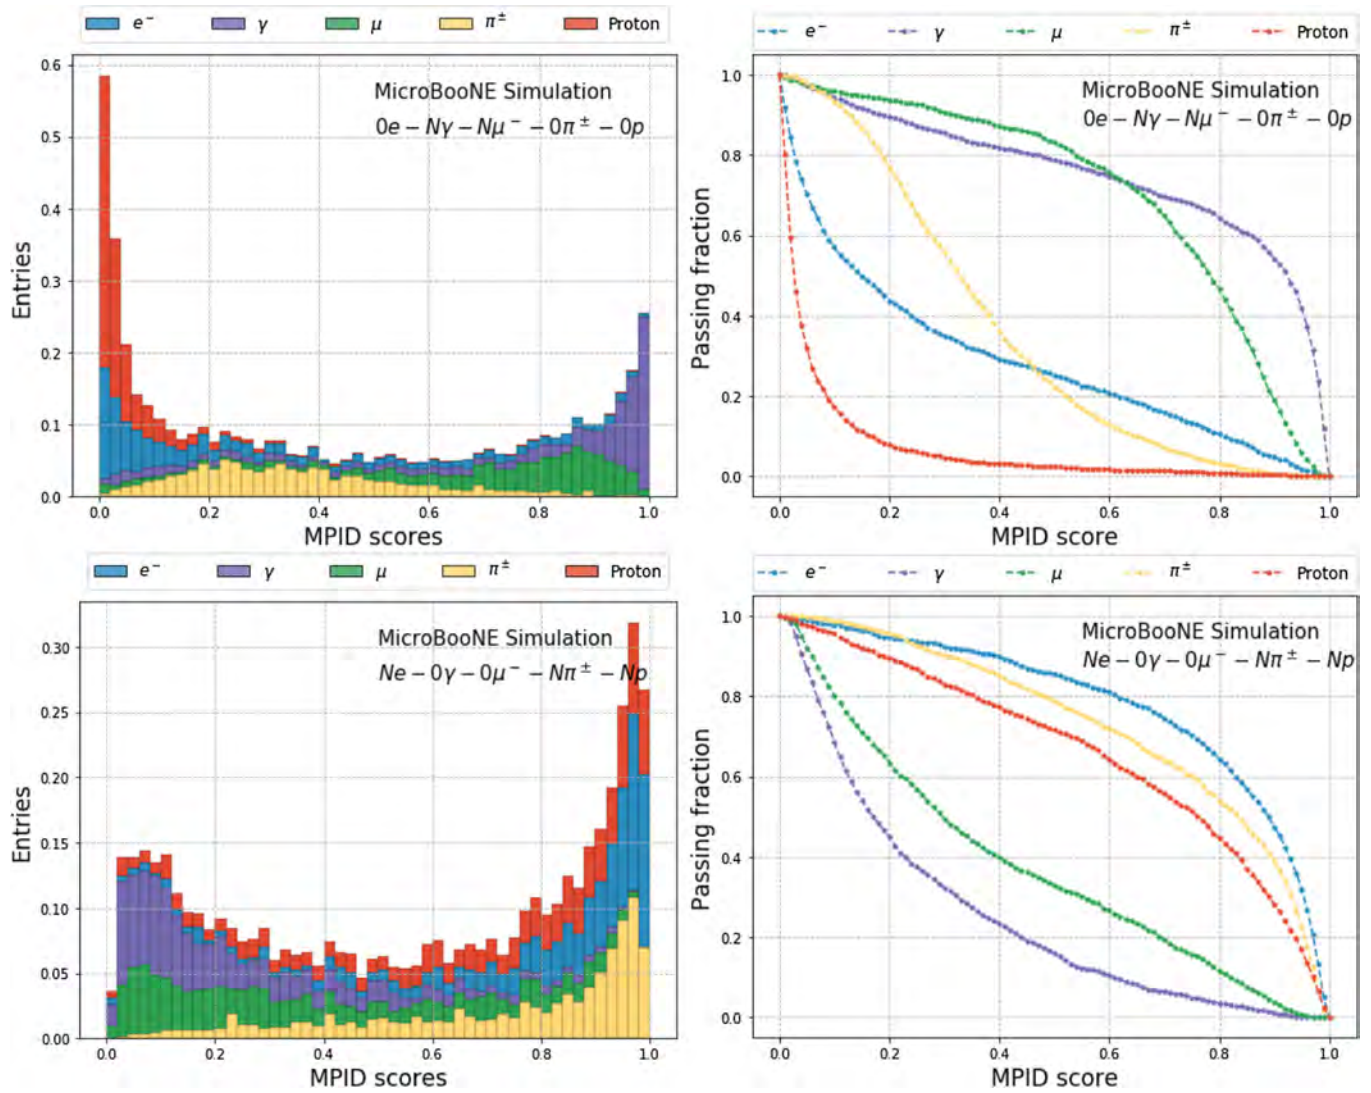 e⁻ γ μ π± Proton
0.6
0.5
0.4
0.3
0.2
0.1
0.0
Entries
MicroBooNE Simulation
0e − Nγ − Nμ⁻ − 0π± − 0p
0.0 0.2 0.4 0.6 0.8 1.0
MPID scores
e⁻ γ μ π± Proton
1.0
0.8
0.6
0.4
0.2
0.0
Passing fraction
MicroBooNE Simulation
0e − Nγ − Nμ⁻ − 0π± − 0p
0.0 0.2 0.4 0.6 0.8 1.0
MPID score
e⁻ γ μ π± Proton
0.30
0.25
0.20
0.15
0.10
0.05
0.00
Entries
MicroBooNE Simulation
Ne − 0γ − 0μ⁻ − Nπ± − Np
0.0 0.2 0.4 0.6 0.8 1.0
MPID scores
e⁻ γ μ π± Proton
1.0
0.8
0.6
0.4
0.2
0.0
Passing fraction
MicroBooNE Simulation
Ne − 0γ − 0μ⁻ − Nπ± − Np
0.0 0.2 0.4 0.6 0.8 1.0
MPID score